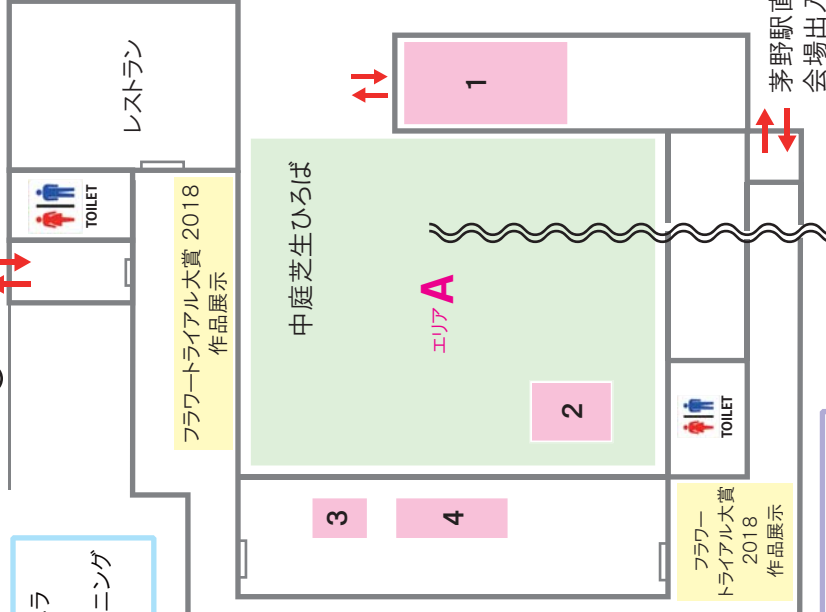 レストラン
TOILET
フラワートライアル大賞 2018
作品展示
中庭芝生ひろば
エリア A
1
2
3
4
TOILET
フラワー
トライアル大賞
2018
作品展示
茅野駅直
会場出入
ラ
ニング